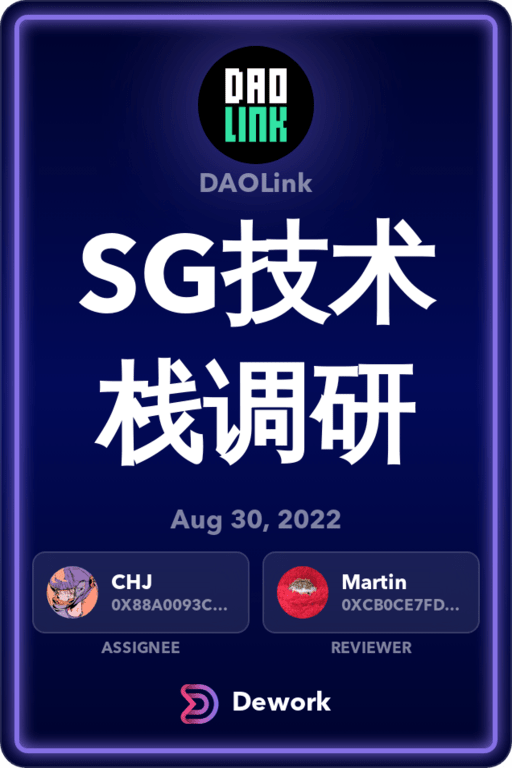 DAO
LINK
DAOLink
SG技术
栈调研
Aug 30, 2022
CHJ
0X88A0093C...
Martin
0XCB0CE7FD...
ASSIGNEE
REVIEWER
Dework